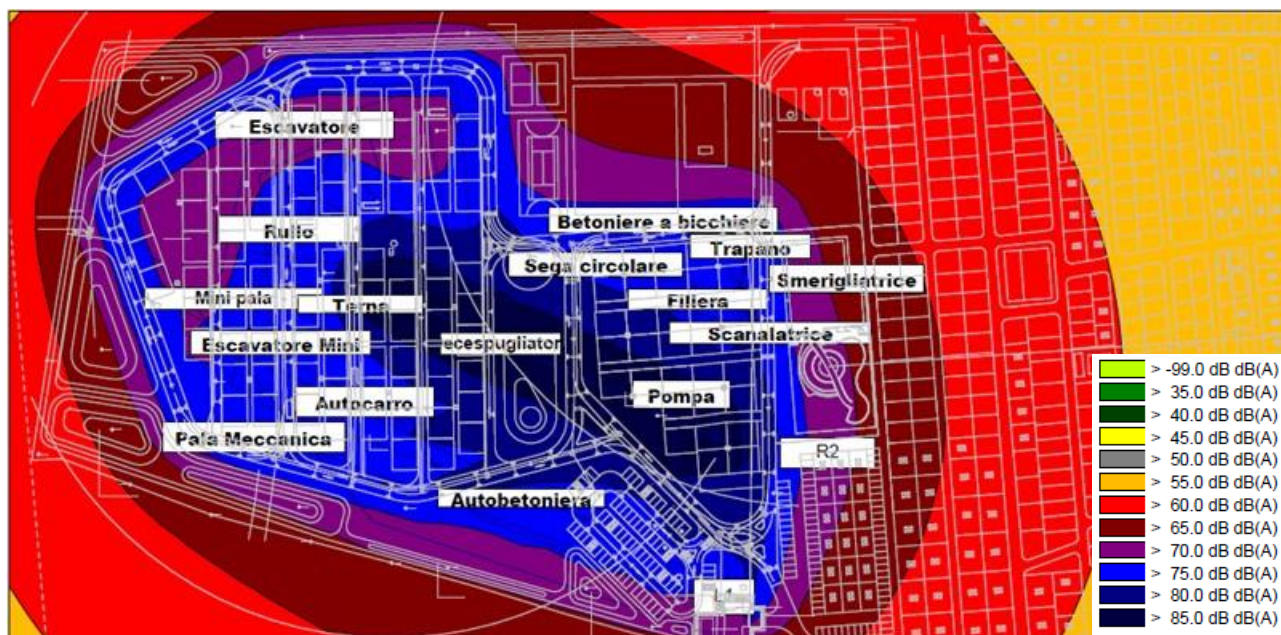 Escavatore
Betoniere a bicchiere
Rullo
Trapano
Sega circolare
Smerigliatrice
Mini pala
Terna
Filiera
Scanalatrice
Escavatore Mini
ecespugliator
Pompa
Autocarro
Pala Meccanica
R2
Autobetoniera
L1
> -99.0 dB dB(A)
> 35.0 dB dB(A)
> 40.0 dB dB(A)
> 45.0 dB dB(A)
> 50.0 dB dB(A)
> 55.0 dB dB(A)
> 60.0 dB dB(A)
> 65.0 dB dB(A)
> 70.0 dB dB(A)
> 75.0 dB dB(A)
> 80.0 dB dB(A)
> 85.0 dB dB(A)